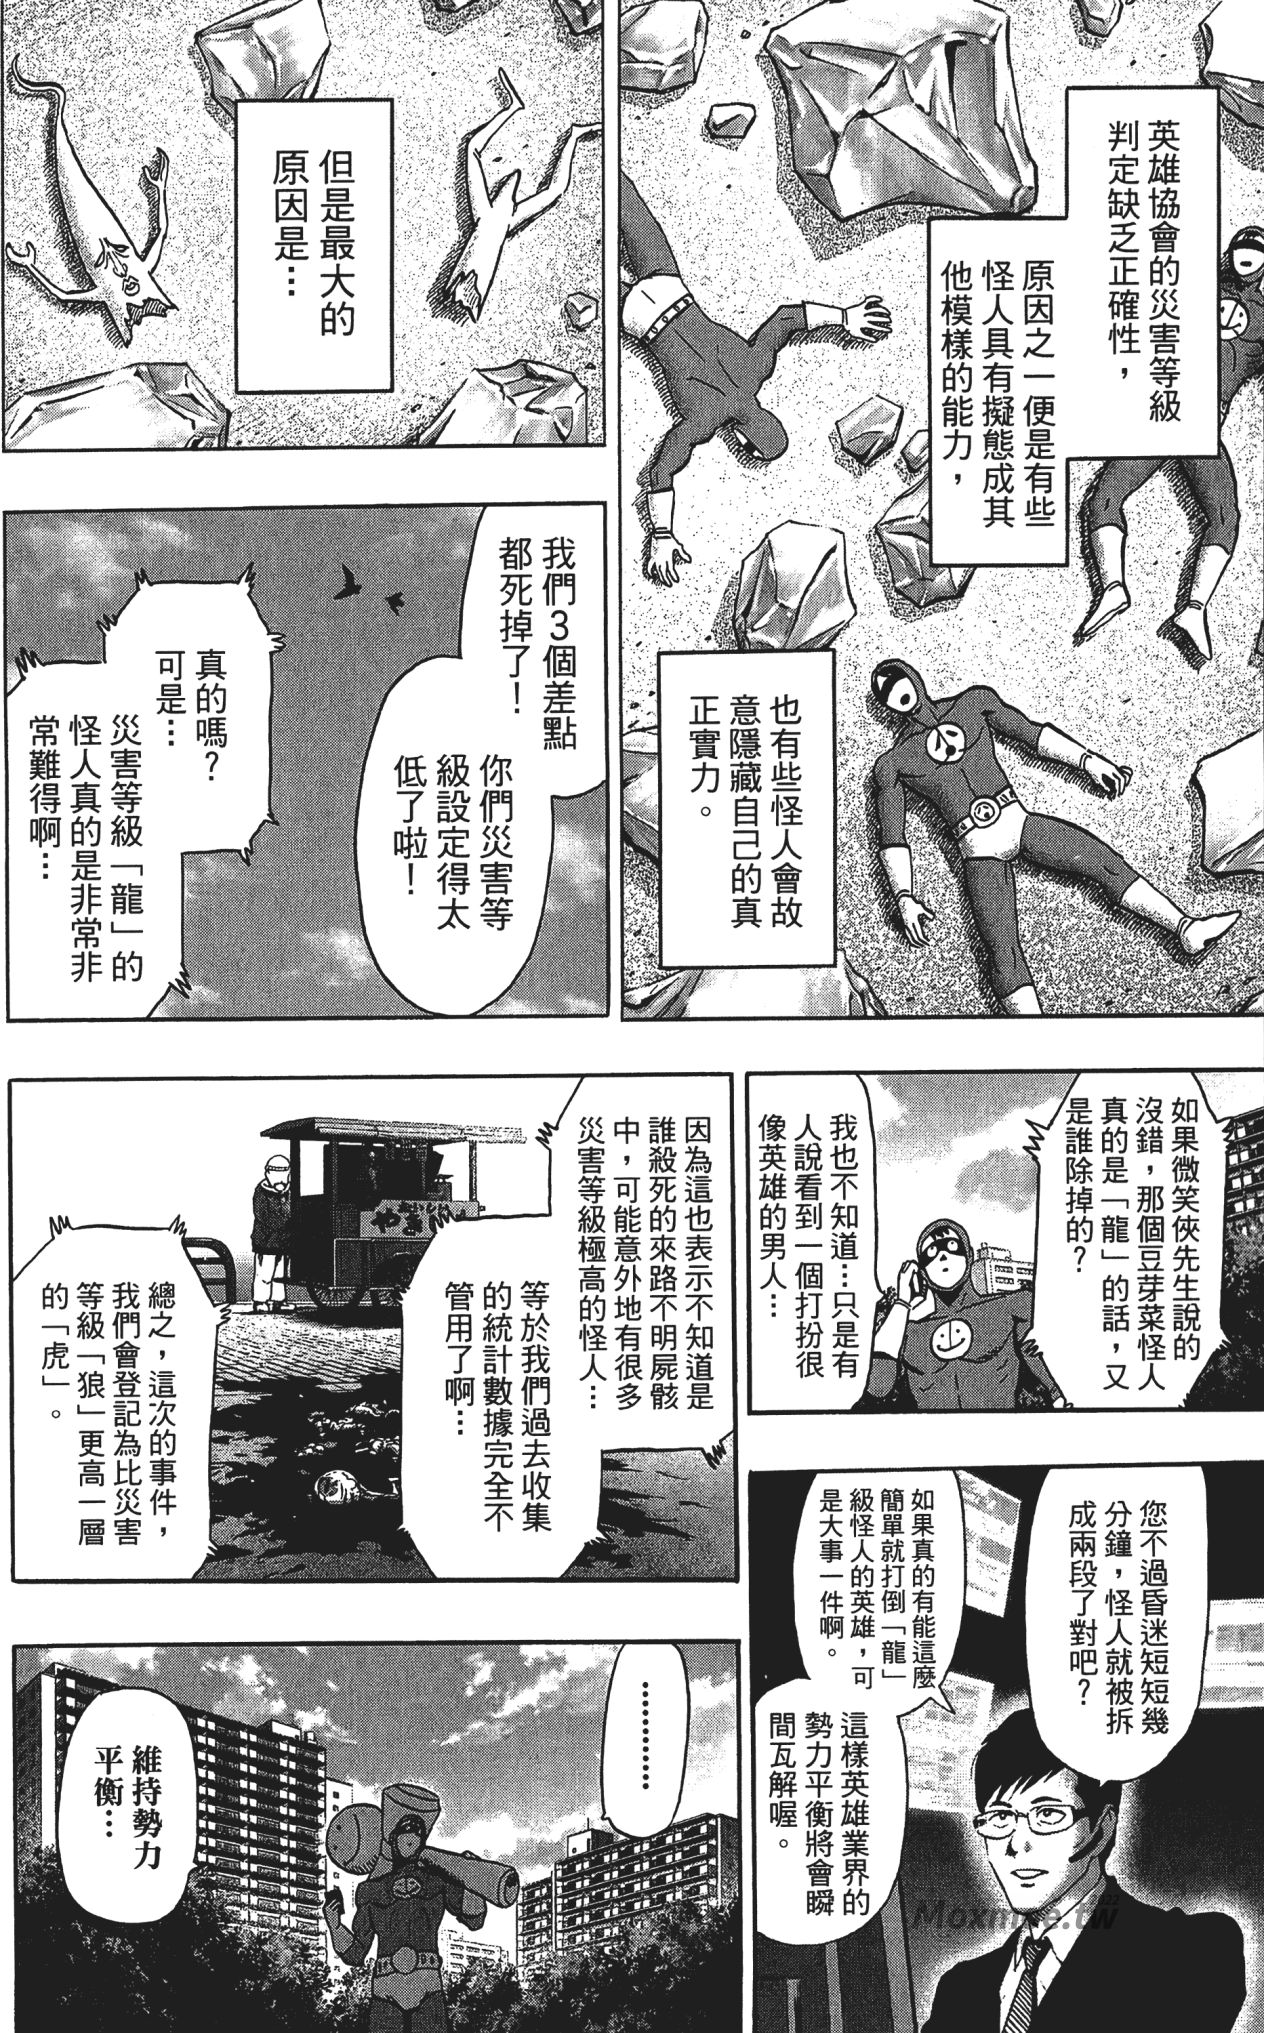 英雄協會的災害等級
判定缺乏正確性，
原因之一便是有些
怪人具有擬態成其
他模樣的能力，
也有些怪人會故
意隱藏自己的真
正實力。
但是最大的
原因是…
我們3個差點
都死掉了！
你們災害等
級設定得太
低了啦！
真的嗎？
可是…
災害等級「龍」的
怪人真的是非常非
常難得啊…
如果微笑俠先生說的
沒錯，那個豆芽菜怪人
真的是「龍」的話，又
是誰除掉的？
我也不知道…只是有
人說看到一個打扮很
像英雄的男人…
因為這也表示不知道是
誰殺死的來路不明屍骸
中，可能意外地有很多
災害等級極高的怪人…
等於我們過去收集
的統計數據完全不
管用了啊…
總之，這次的事件，
我們會登記為比災害
等級「狼」更高一層
的「虎」。
やき
您不過昏迷短短幾
分鐘，怪人就被拆
成兩段了對吧？
如果真的有能這麼
簡單就打倒「龍」
級怪人的英雄，可
是大事一件啊。
這樣英雄業界的
勢力平衡將會瞬
間瓦解喔。
…………
維持勢力
平衡…
022
Moxmoe.tw